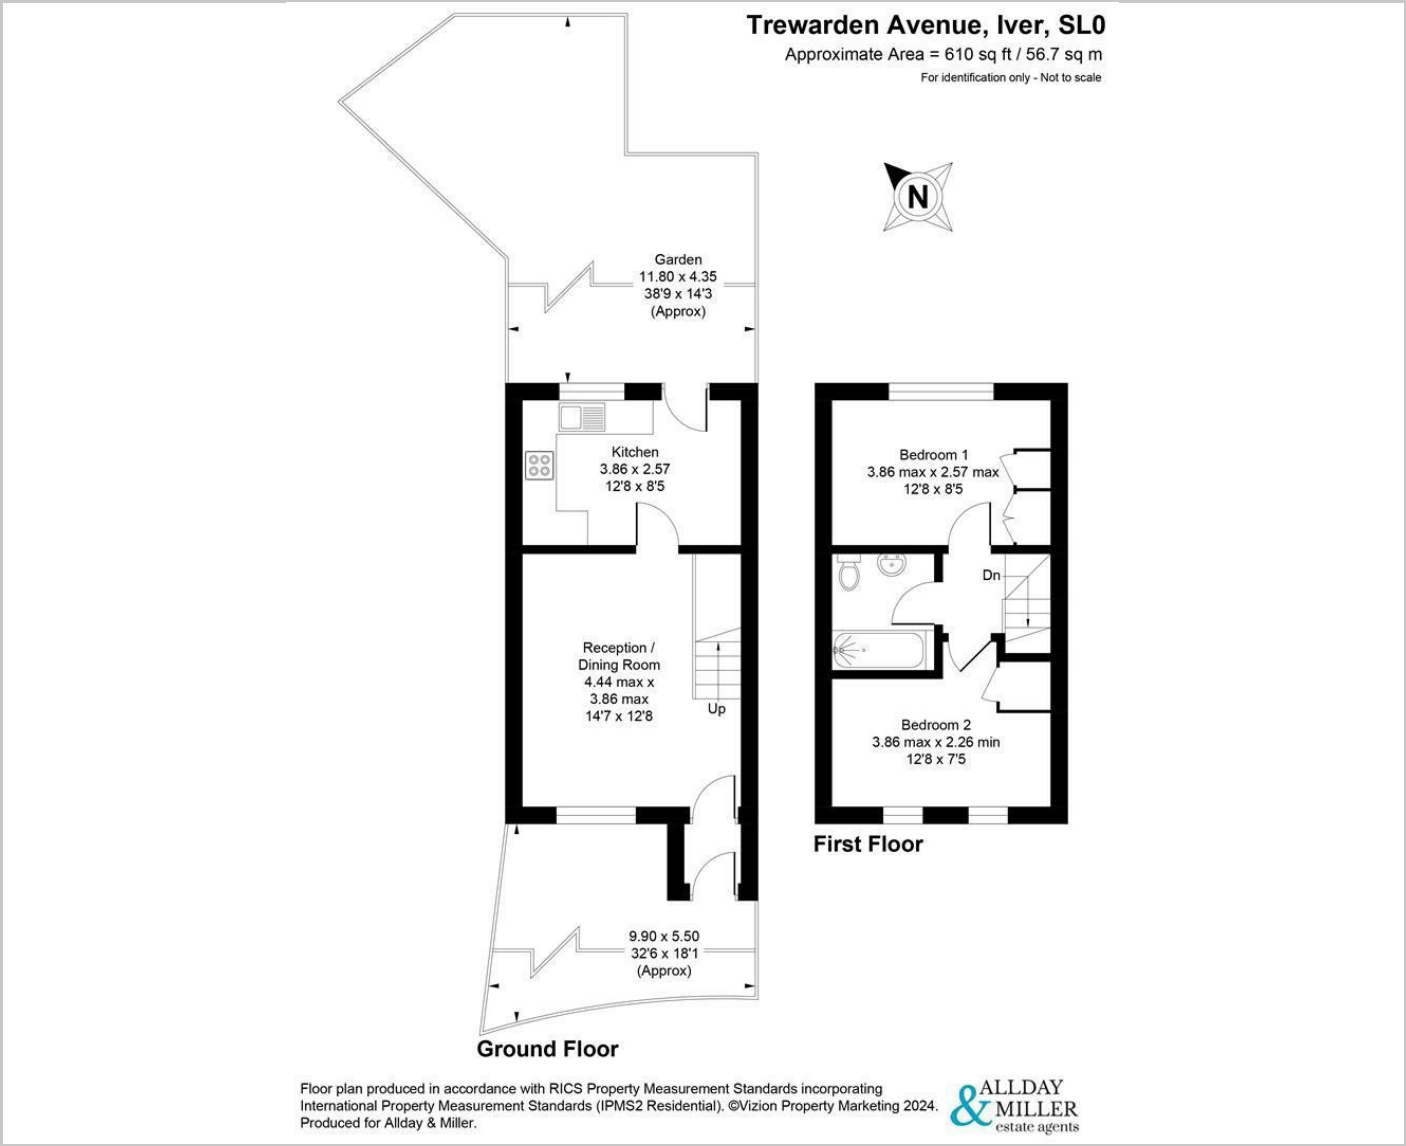 Trewarden Avenue, Iver, SL0
Approximate Area = 610 sq ft / 56.7 sq m
For identification only - Not to scale
N
Garden
11.80 x 4.35
38'9 x 14'3
(Approx)
Kitchen
3.86 x 2.57
12'8 x 8'5
Reception /
Dining Room
4.44 max x
3.86 max
14'7 x 12'8
Up
9.90 x 5.50
32'6 x 18'1
(Approx)
Ground Floor
Bedroom 1
3.86 max x 2.57 max
12'8 x 8'5
Dn
Bedroom 2
3.86 max x 2.26 min
12'8 x 7'5
First Floor
Floor plan produced in accordance with RICS Property Measurement Standards incorporating
International Property Measurement Standards (IPMS2 Residential). ©Vizion Property Marketing 2024.
Produced for Allday & Miller.
ALLDAY
& MILLER
estate agents